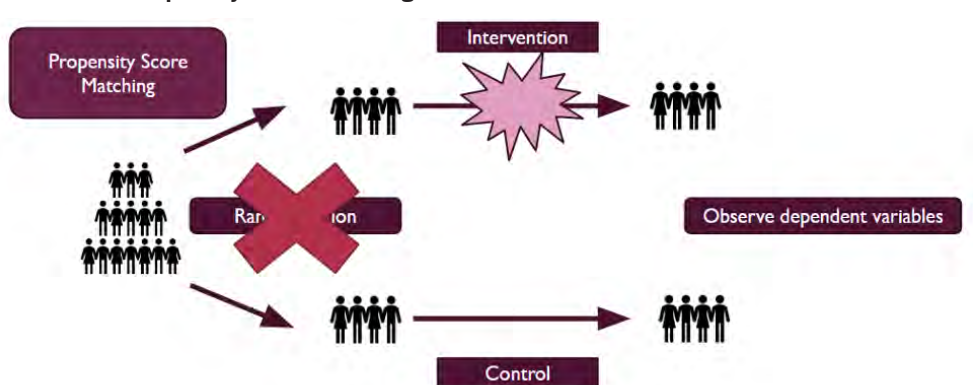 Intervention
Propensity Score
Matching
Observe dependent variables
Control